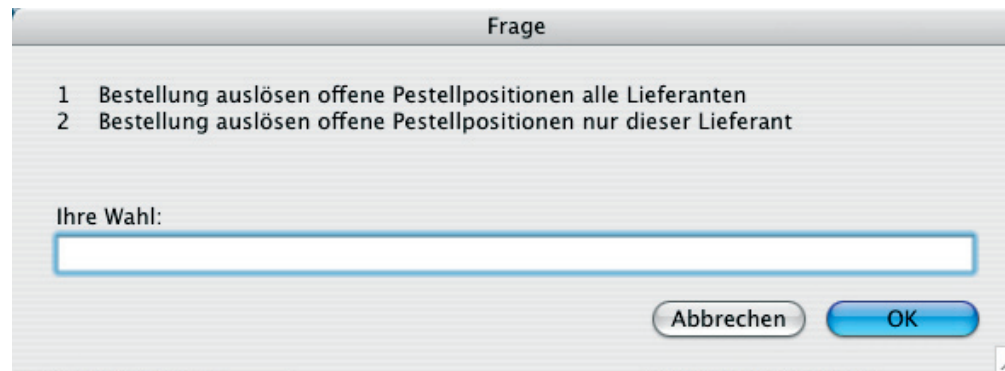 Frage
1 Bestellung auslösen offene Pestellpositionen alle Lieferanten
2 Bestellung auslösen offene Pestellpositionen nur dieser Lieferant
Ihre Wahl:
Abbrechen OK